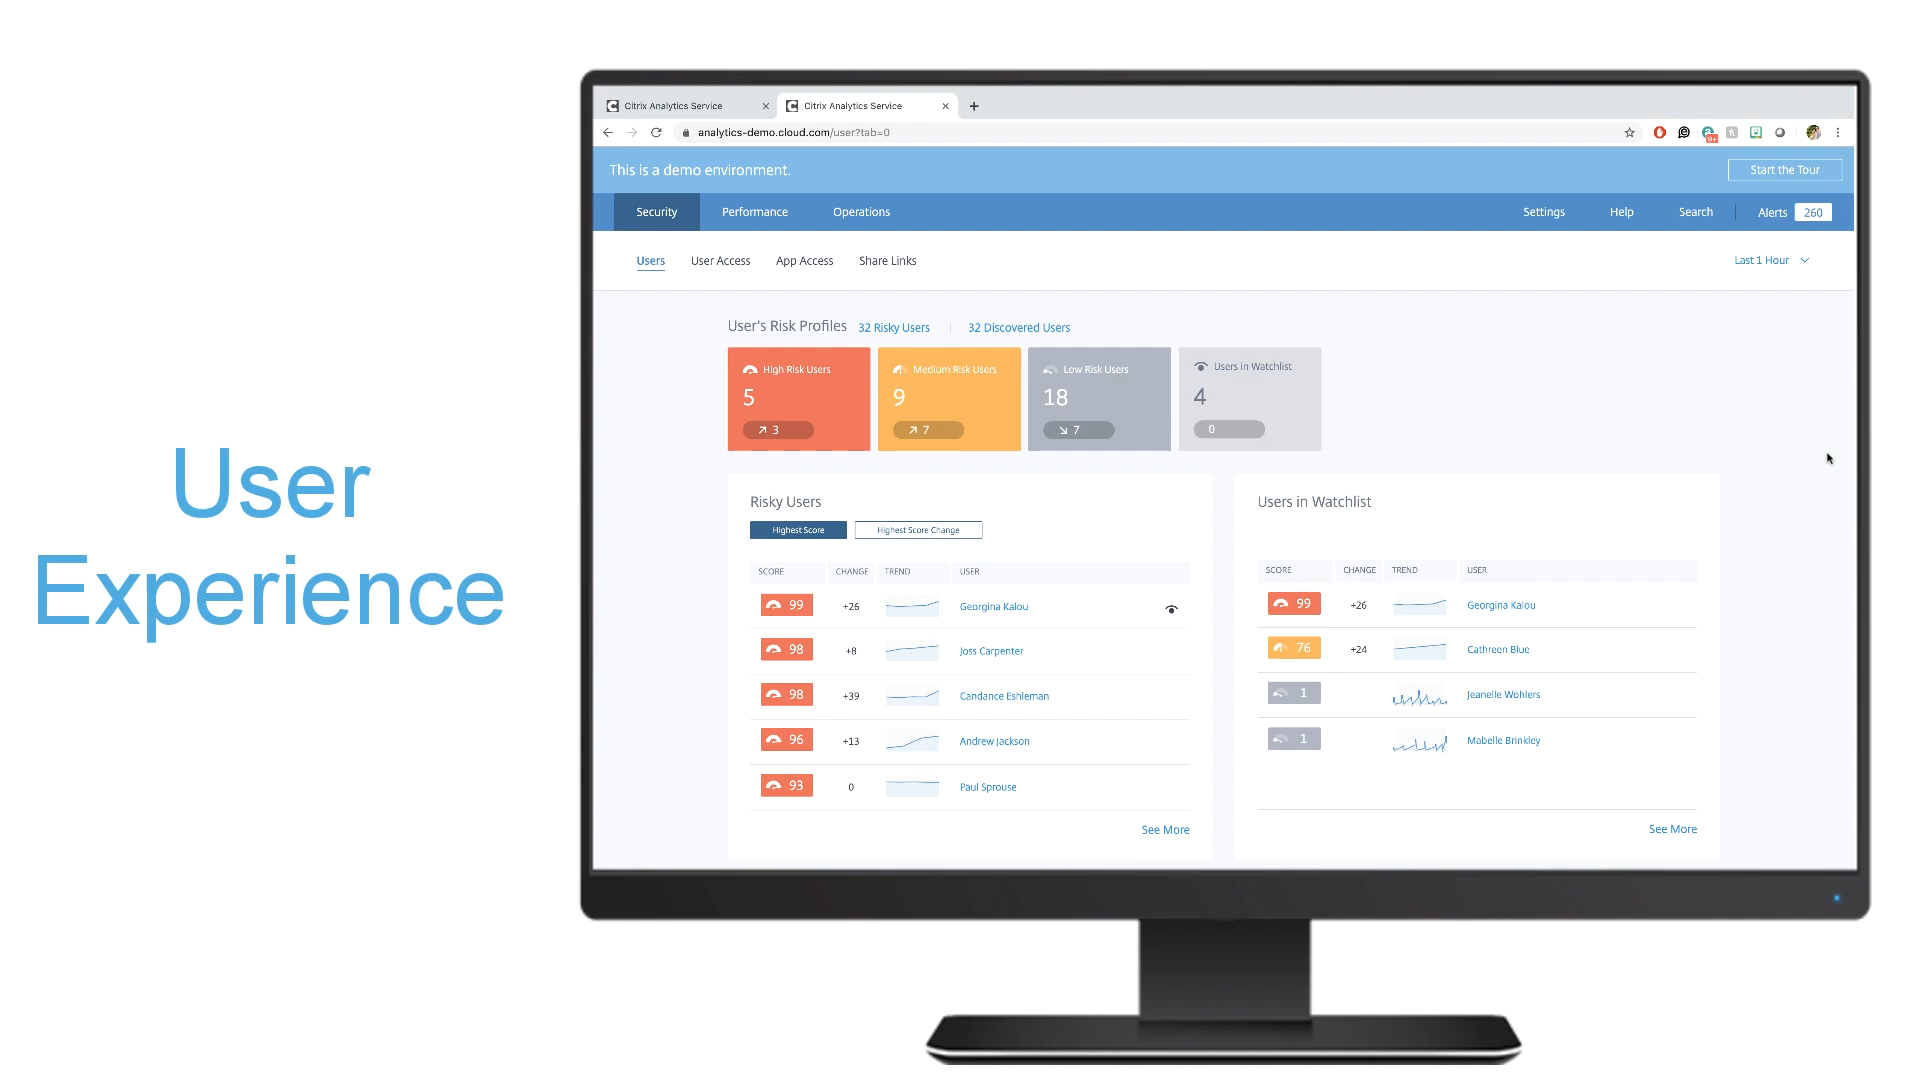 User
Experience
Citrix Analytics Service
Citrix Analytics Service
analytics-demo.cloud.com/user?tab=0
This is a demo environment.
Start the Tour
Security Performance Operations Settings Help Search Alerts 260
Users User Access App Access Share Links Last 1 Hour
User's Risk Profiles 32 Risky Users 32 Discovered Users
High Risk Users Medium Risk Users Low Risk Users Users in Watchlist
5 9 18 4
3 7 7 0
Risky Users
Highest Score Highest Score Change
SCORE CHANGE TREND USER
99 +26 Georgina Kalou
98 +8 Joss Carpenter
98 +39 Candance Eshleman
96 +13 Andrew Jackson
93 0 Paul Sprouse
See More
Users in Watchlist
SCORE CHANGE TREND USER
99 +26 Georgina Kalou
76 +24 Cathreen Blue
1 Jeanelle Wohlers
1 Mabelle Brinkley
See More